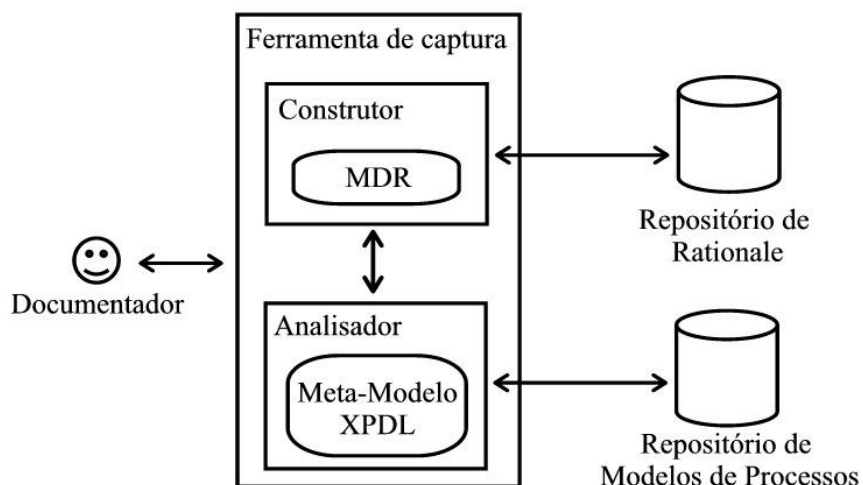 Ferramenta de captura
Construtor
MDR
Repositório de
Rationale
Documentador
Analisador
Meta-Modelo
XPDL
Repositório de
Modelos de Processos